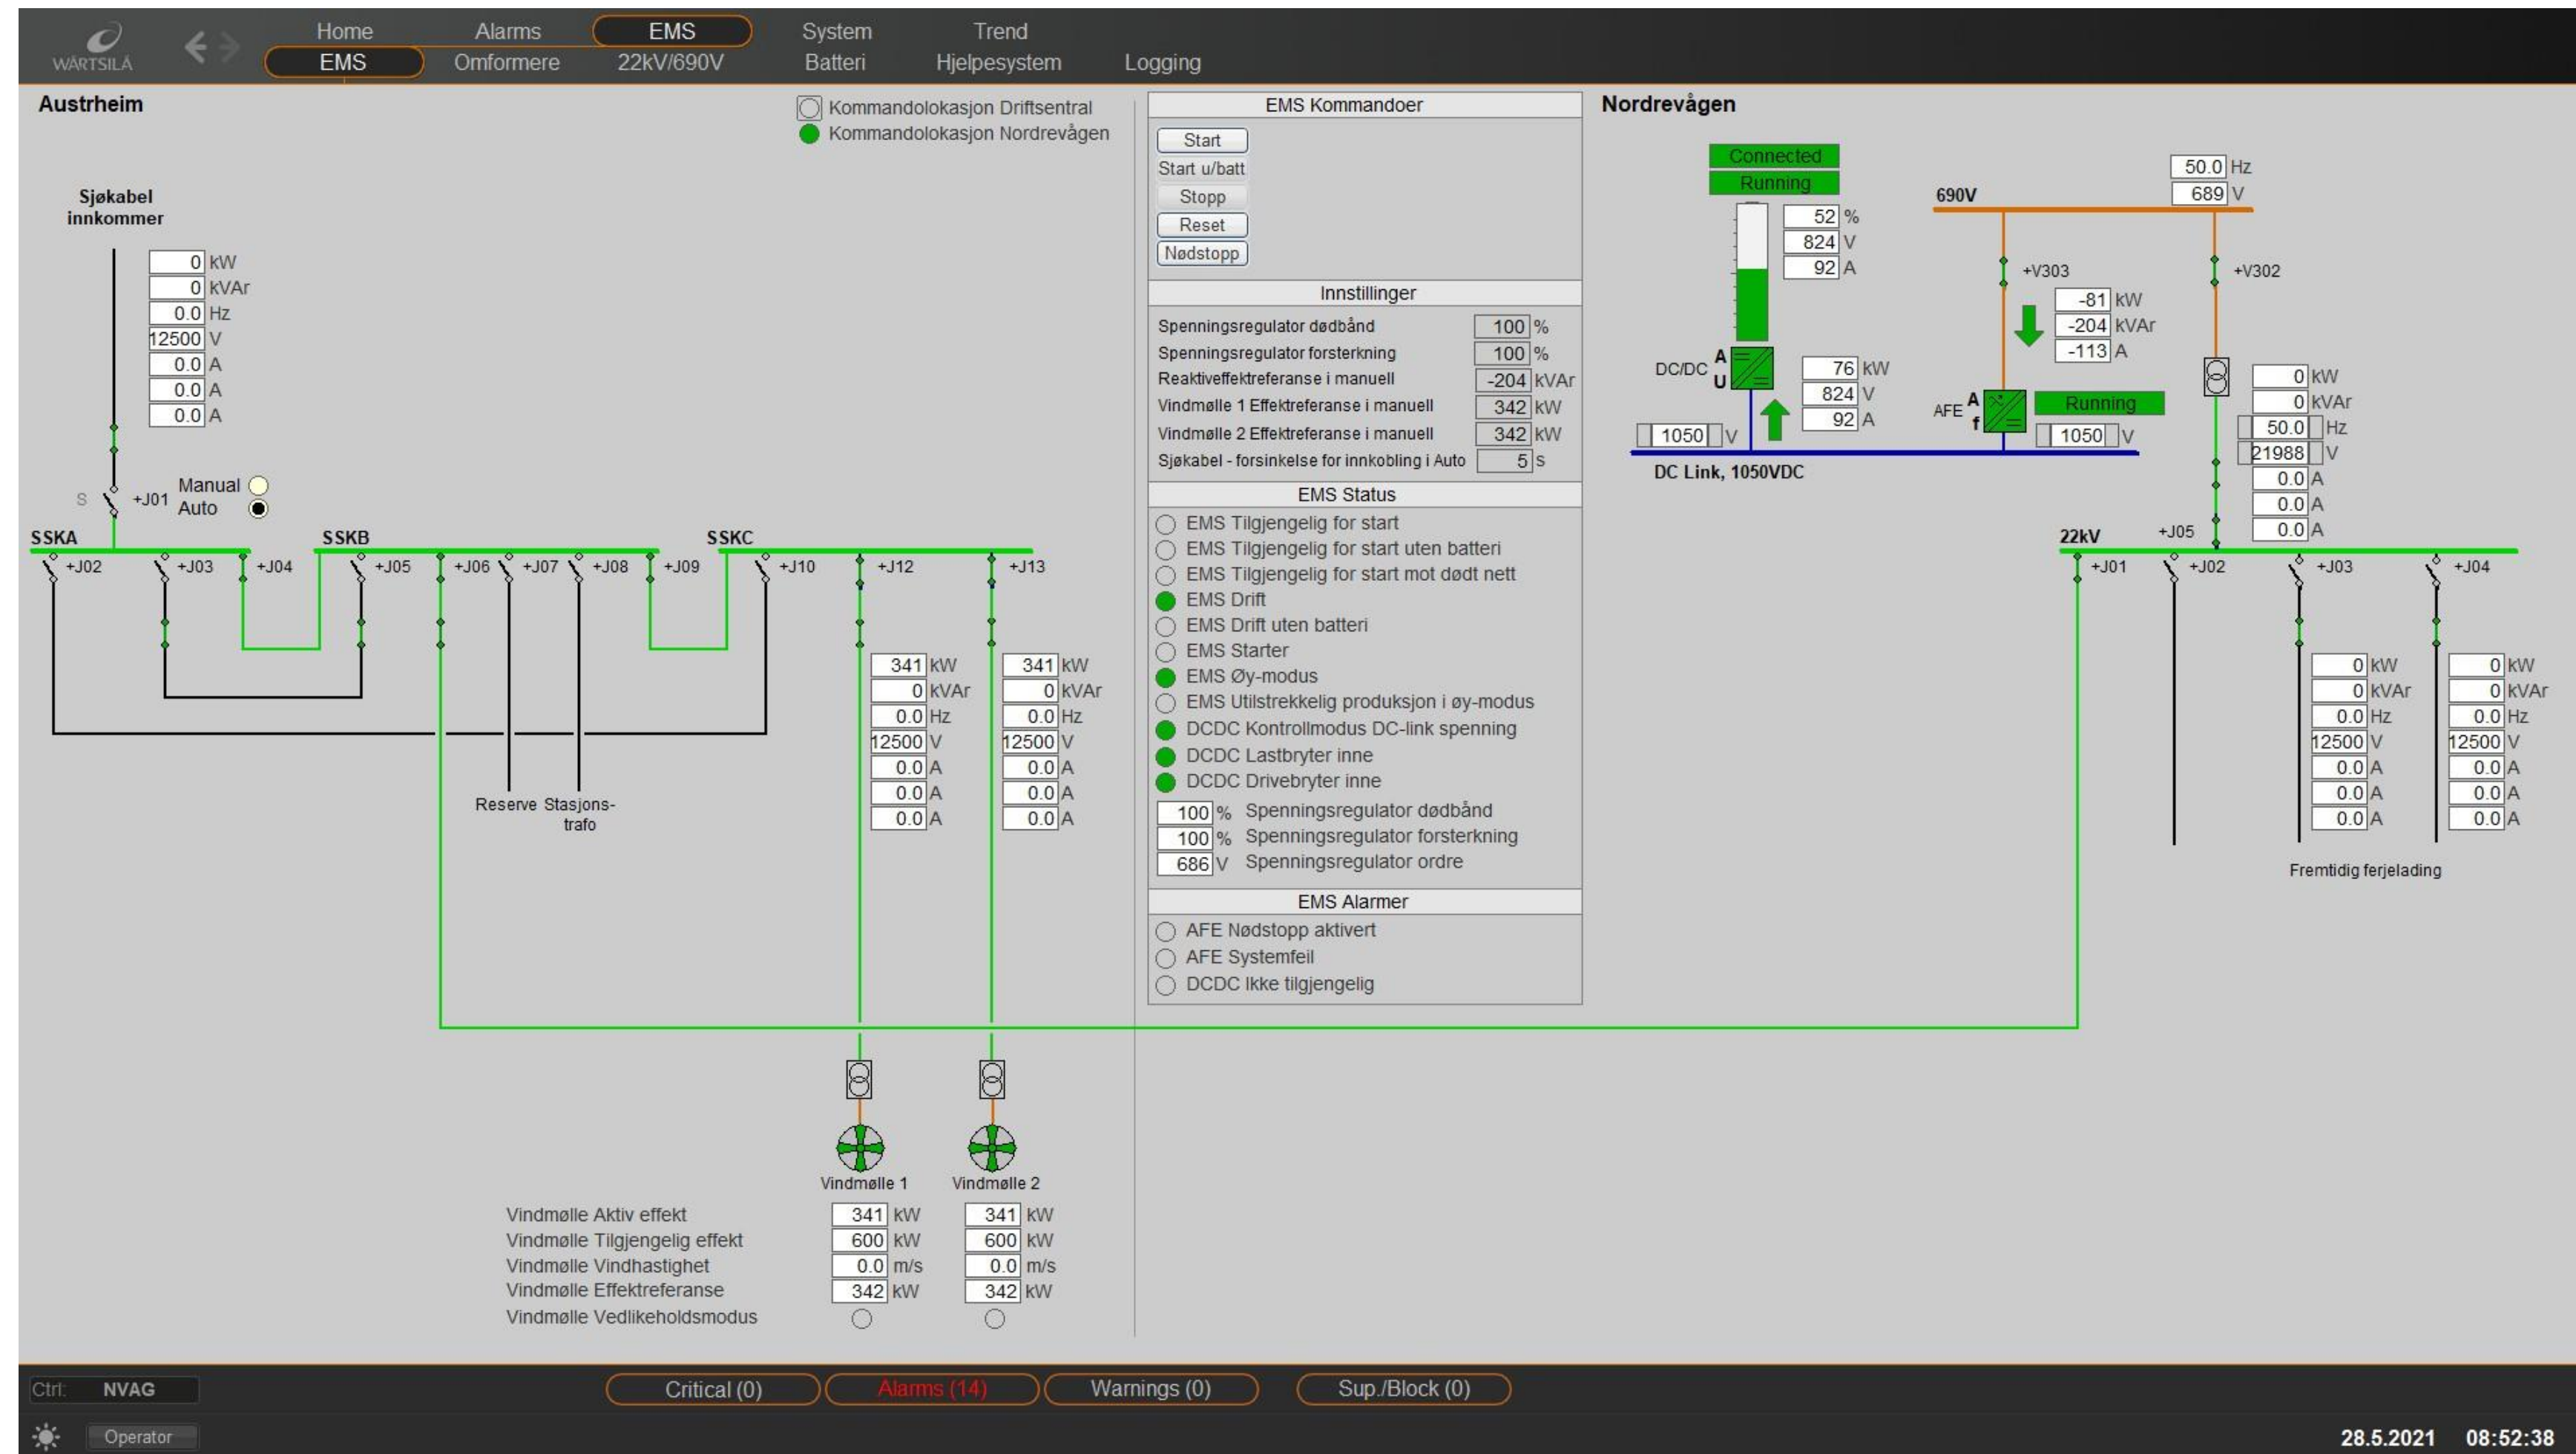 Home Alarms EMS System Trend
WÄRTSILÄ EMS Omformere 22kV/690V Batteri Hjelpesystem Logging
Austrheim
Kommandolokasjon Driftsentral
Kommandolokasjon Nordrevågen
Sjøkabel
innkommer
0 kW
0 kVAr
0.0 Hz
12500 V
0.0 A
0.0 A
0.0 A
S +J01 Manual
Auto
SSKA SSKB SSKC
+J02 +J03 +J04 +J05 +J06 +J07 +J08 +J09 +J10 +J12 +J13
341 kW 341 kW
0 kVAr 0 kVAr
0.0 Hz 0.0 Hz
12500 V 12500 V
0.0 A 0.0 A
0.0 A 0.0 A
0.0 A 0.0 A
Reserve Stasjons-
trafo
Vindmølle 1 Vindmølle 2
Vindmølle Aktiv effekt 341 kW 341 kW
Vindmølle Tilgjengelig effekt 600 kW 600 kW
Vindmølle Vindhastighet 0.0 m/s 0.0 m/s
Vindmølle Effektreferanse 342 kW 342 kW
Vindmølle Vedlikeholdsmodus
EMS Kommandoer
Start
Start u/batt
Stopp
Reset
Nødstopp
Innstillinger
Spenningsregulator dødbånd 100 %
Spenningsregulator forsterkning 100 %
Reaktiveffektreferanse i manuell -204 kVAr
Vindmølle 1 Effektreferanse i manuell 342 kW
Vindmølle 2 Effektreferanse i manuell 342 kW
Sjøkabel - forsinkelse for innkobling i Auto 5 s
EMS Status
EMS Tilgjengelig for start
EMS Tilgjengelig for start uten batteri
EMS Tilgjengelig for start mot dødt nett
EMS Drift
EMS Drift uten batteri
EMS Starter
EMS Øy-modus
EMS Utilstrekkelig produksjon i øy-modus
DCDC Kontrollmodus DC-link spenning
DCDC Lastbryter inne
DCDC Drivebryter inne
100 % Spenningsregulator dødbånd
100 % Spenningsregulator forsterkning
686 V Spenningsregulator ordre
EMS Alarmer
AFE Nødstopp aktivert
AFE Systemfeil
DCDC Ikke tilgjengelig
Nordrevågen
Connected
Running
52 %
824 V
92 A
DC/DC A
U
76 kW
824 V
92 A
1050 V
DC Link, 1050VDC
690V
50.0 Hz
689 V
+V303 +V302
-81 kW
-204 kVAr
-113 A
AFE A
f
Running
1050 V
0 kW
0 kVAr
50.0 Hz
21988 V
0.0 A
0.0 A
0.0 A
22kV +J05
+J01 +J02 +J03 +J04
0 kW 0 kW
0 kVAr 0 kVAr
0.0 Hz 0.0 Hz
12500 V 12500 V
0.0 A 0.0 A
0.0 A 0.0 A
0.0 A 0.0 A
Fremtidig ferjelading
Ctrl: NVAG Critical (0) Alarms (14) Warnings (0) Sup./Block (0)
Operator 28.5.2021 08:52:38